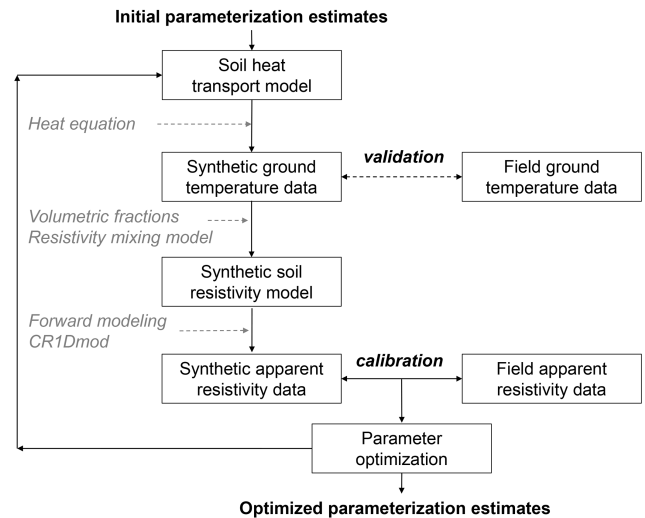 Initial parameterization estimates
Soil heat
transport model
Heat equation
Synthetic ground
temperature data
validation
Field ground
temperature data
Volumetric fractions
Resistivity mixing model
Synthetic soil
resistivity model
Forward modeling
CR1Dmod
Synthetic apparent
resistivity data
calibration
Field apparent
resistivity data
Parameter
optimization
Optimized parameterization estimates